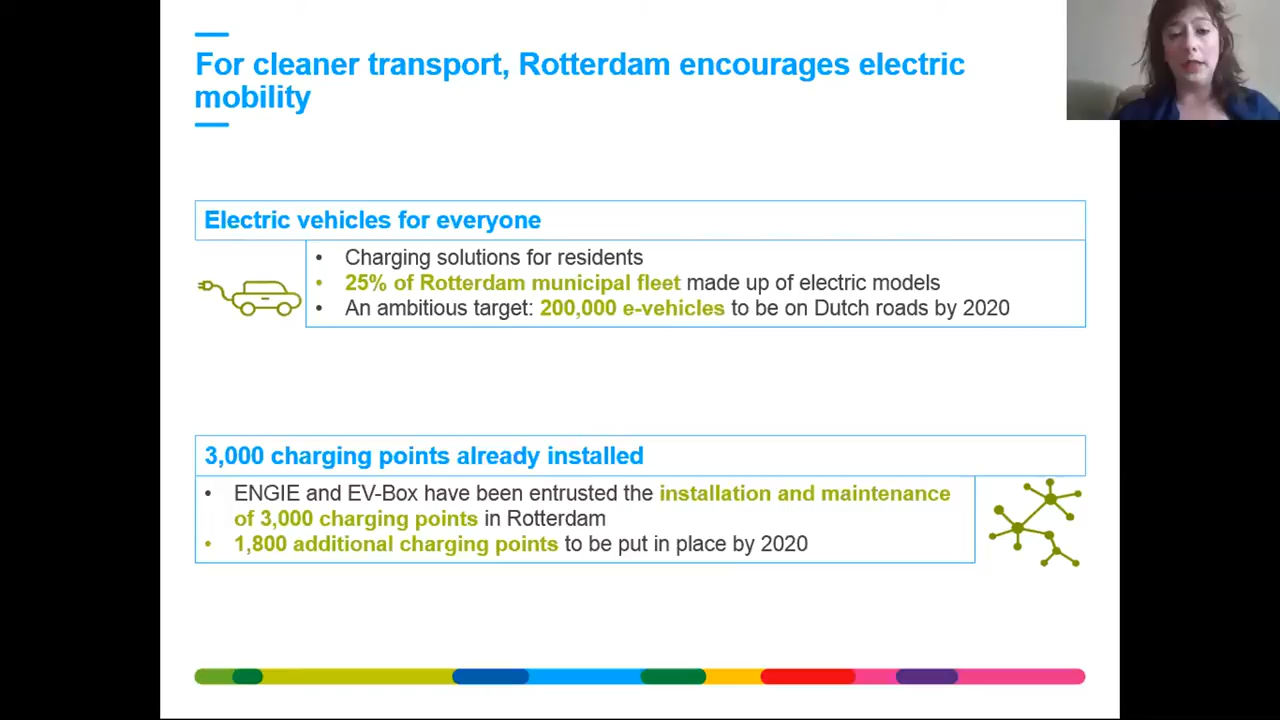 For cleaner transport, Rotterdam encourages electric
mobility
Electric vehicles for everyone
• Charging solutions for residents
• 25% of Rotterdam municipal fleet made up of electric models
• An ambitious target: 200,000 e-vehicles to be on Dutch roads by 2020
3,000 charging points already installed
• ENGIE and EV-Box have been entrusted the installation and maintenance
of 3,000 charging points in Rotterdam
• 1,800 additional charging points to be put in place by 2020